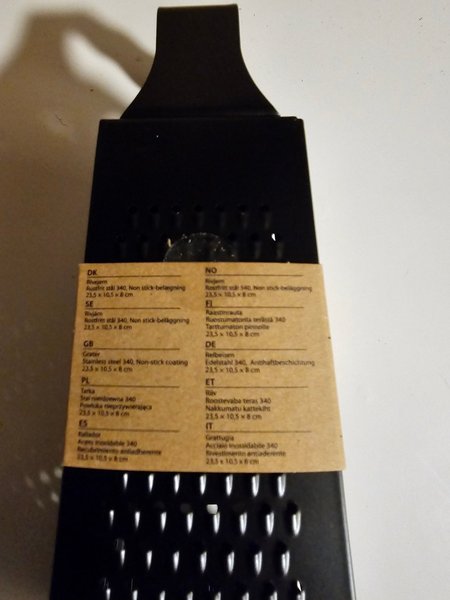 DK
Rivejern
Rustfrit stål 340, Non stick-belægning
23,5 × 10,5 × 8 cm
SE
Rivjärn
Rostfritt stål 340, Non stick-beläggning
23,5 × 10,5 × 8 cm
GB
Grater
Stainless steel 340, Non-stick coating
23,5 × 10,5 × 8 cm
PL
Tarka
Stal nierdzewna 340
Powłoka nieprzywierająca
23,5 × 10,5 × 8 cm
ES
Rallador
Acero inoxidable 340
Recubrimiento antiadherente
23,5 × 10,5 × 8 cm
NO
Rivjern
Rustfritt stål 340, Non stick-belegg
23,5 × 10,5 × 8 cm
FI
Raastinrauta
Ruostumatonta terästä 340
Tarttumaton pinnoite
23,5 × 10,5 × 8 cm
DE
Reibeisen
Edelstahl 340, Antihaftbeschichtung
23,5 × 10,5 × 8 cm
ET
Riiv
Roostevaba teras 340
Nakkumatu kattekiht
23,5 × 10,5 × 8 cm
IT
Grattugia
Acciaio inossidabile 340
Rivestimento antiaderente
23,5 × 10,5 × 8 cm